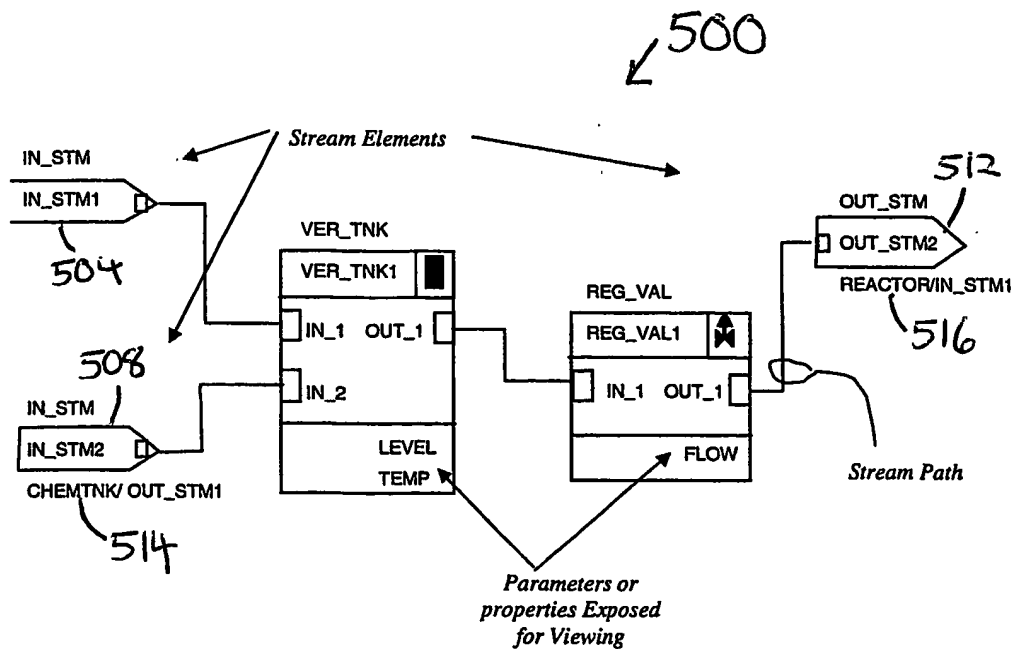 500
Stream Elements
IN_STM
IN_STM1
504
512
OUT_STM
OUT_STM2
REACTOR/IN_STM1
516
VER_TNK
VER_TNK1
IN_1 OUT_1
IN_2
LEVEL
TEMP
REG_VAL
REG_VAL1
IN_1 OUT_1
FLOW
508
IN_STM
IN_STM2
CHEMTNK/ OUT_STM1
514
Stream Path
Parameters or
properties Exposed
for Viewing